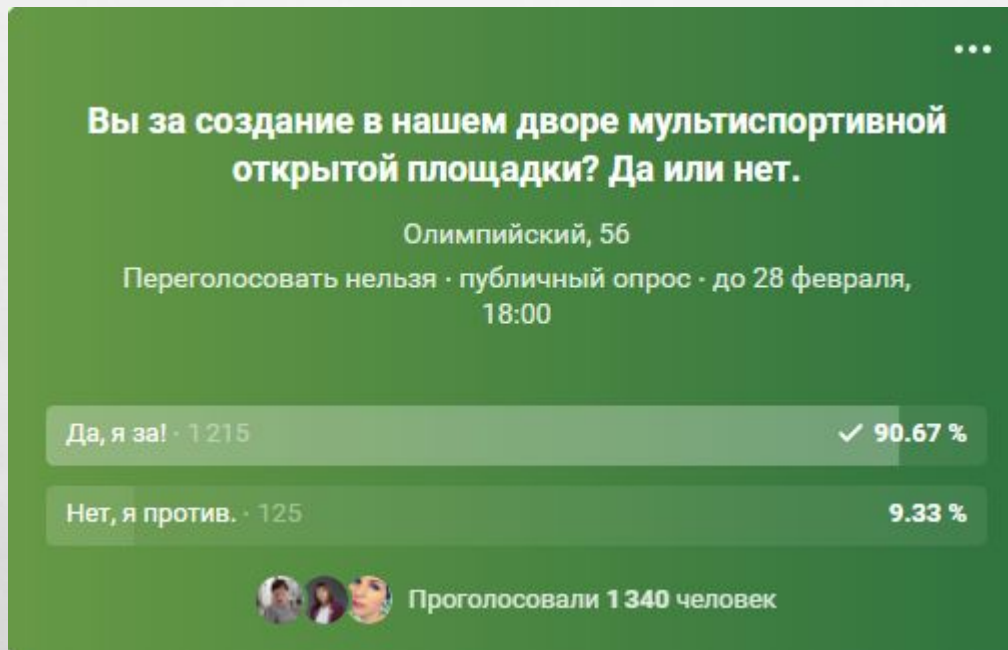 Вы за создание в нашем дворе мультиспортивной
открытой площадки? Да или нет.
Олимпийский, 56
Переголосовать нельзя · публичный опрос · до 28 февраля,
18:00
Да, я за! · 1 215 90.67 %
Нет, я против. · 125 9.33 %
Проголосовали 1 340 человек